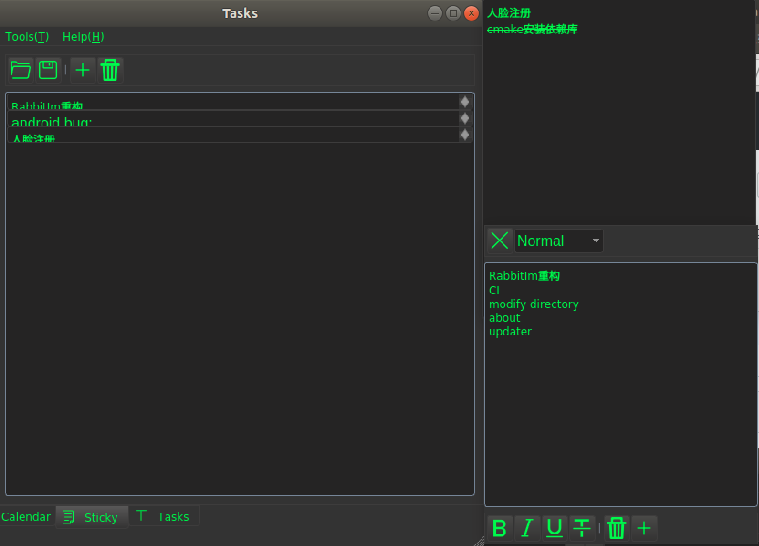 Tasks
Tools(T) Help(H)
RabbitIm重构
android bug:
人脸注册
Calendar Sticky Tasks
人脸注册
cmake安装依赖库
Normal
RabbitIm重构
CI
modify directory
about
updater
B I U T